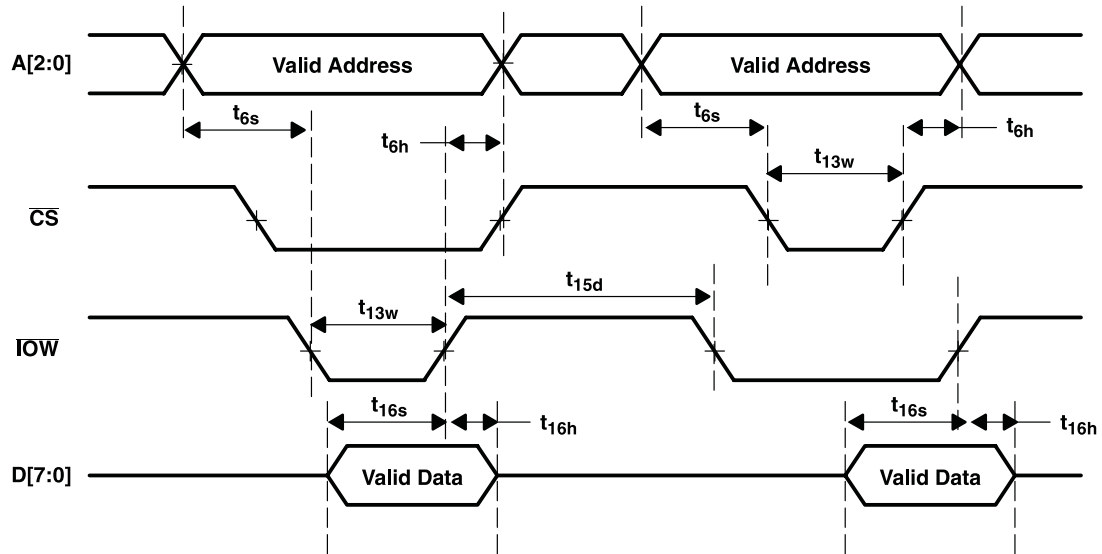 A[2:0] Valid Address Valid Address
t6s t6s
t6h t6h
t13w
CS
t15d
t13w
IOW
t16s t16s
t16h t16h
D[7:0] Valid Data Valid Data